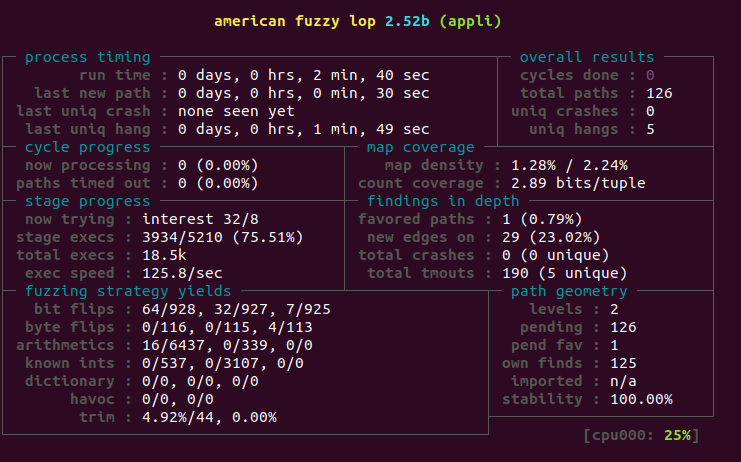 american fuzzy lop 2.52b (appli)
process timing overall results
run time : 0 days, 0 hrs, 2 min, 40 sec cycles done : 0
last new path : 0 days, 0 hrs, 0 min, 30 sec total paths : 126
last uniq crash : none seen yet uniq crashes : 0
last uniq hang : 0 days, 0 hrs, 1 min, 49 sec uniq hangs : 5
cycle progress map coverage
now processing : 0 (0.00%) map density : 1.28% / 2.24%
paths timed out : 0 (0.00%) count coverage : 2.89 bits/tuple
stage progress findings in depth
now trying : interest 32/8 favored paths : 1 (0.79%)
stage execs : 3934/5210 (75.51%) new edges on : 29 (23.02%)
total execs : 18.5k total crashes : 0 (0 unique)
exec speed : 125.8/sec total tmouts : 190 (5 unique)
fuzzing strategy yields path geometry
bit flips : 64/928, 32/927, 7/925 levels : 2
byte flips : 0/116, 0/115, 4/113 pending : 126
arithmetics : 16/6437, 0/339, 0/0 pend fav : 1
known ints : 0/537, 0/3107, 0/0 own finds : 125
dictionary : 0/0, 0/0, 0/0 imported : n/a
havoc : 0/0, 0/0 stability : 100.00%
trim : 4.92%/44, 0.00%
[cpu000: 25%]